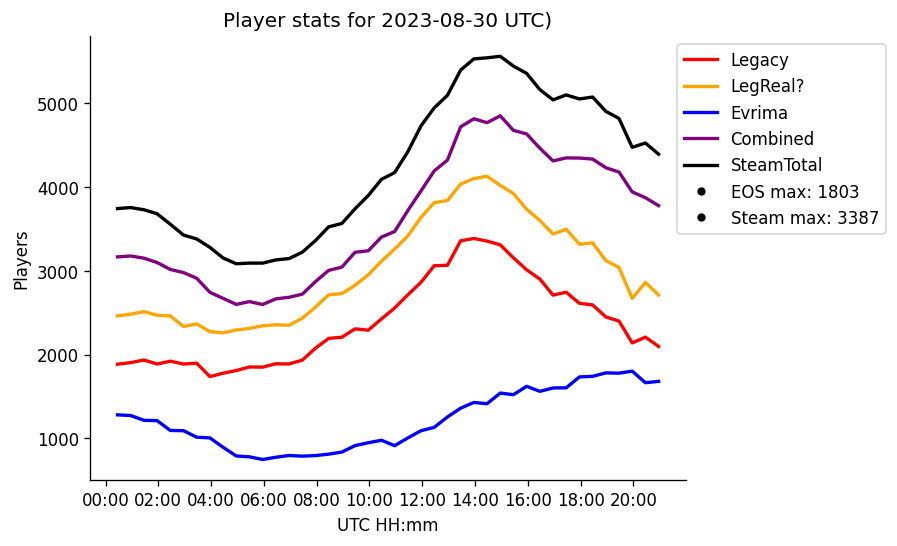 Player stats for 2023-08-30 UTC)
Legacy
LegReal?
Evrima
Combined
SteamTotal
EOS max: 1803
Steam max: 3387
Players
5000
4000
3000
2000
1000
00:00 02:00 04:00 06:00 08:00 10:00 12:00 14:00 16:00 18:00 20:00
UTC HH:mm